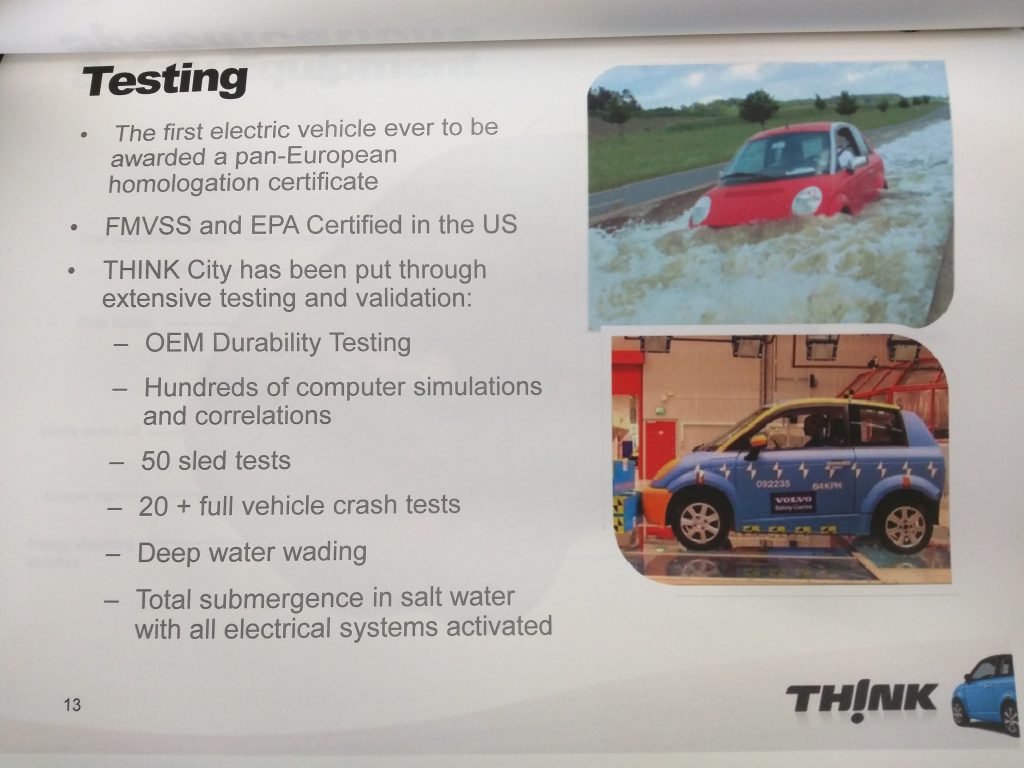 Testing
• The first electric vehicle ever to be
awarded a pan-European
homologation certificate
• FMVSS and EPA Certified in the US
• THINK City has been put through
extensive testing and validation:
– OEM Durability Testing
– Hundreds of computer simulations
and correlations
– 50 sled tests
– 20 + full vehicle crash tests
– Deep water wading
– Total submergence in salt water
with all electrical systems activated
092235 64KPH
VOLVO
Safety Centre
13
TH!NK